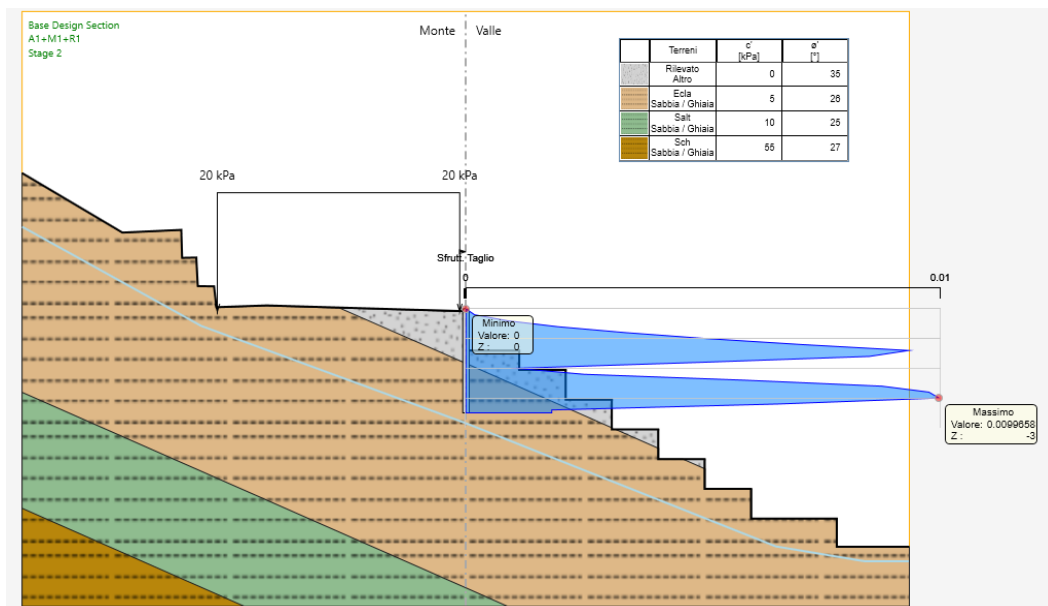 Base Design Section
A1+M1+R1
Stage 2
Monte
Valle
Terreni c' ø'
[kPa] [°]
Rilevato
Altro 0 35
Ecla
Sabbia / Ghiaia 5 26
Salt
Sabbia / Ghiaia 10 25
Sch
Sabbia / Ghiaia 55 27
20 kPa
20 kPa
Sfrutt. Taglio
0
0.01
Minimo
Valore: 0
Z : 0
Massimo
Valore: 0.0099658
Z : -3